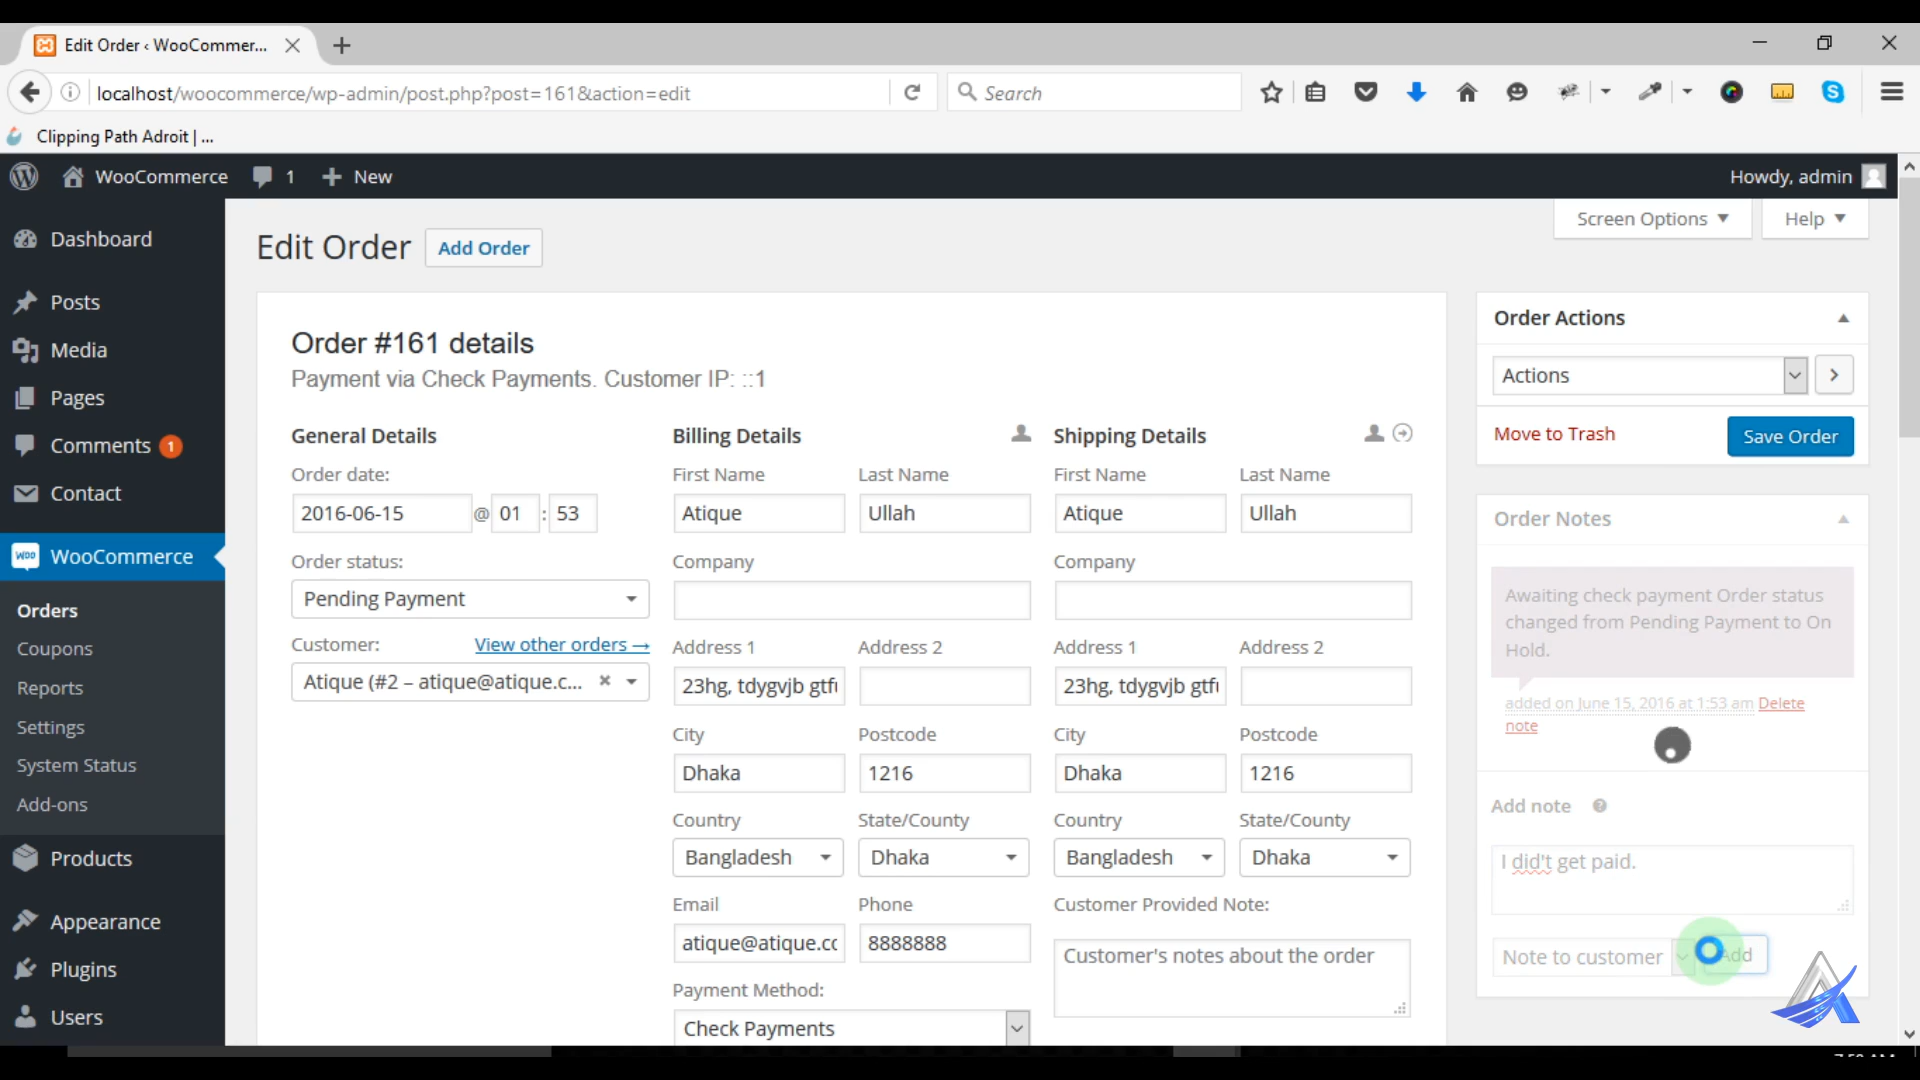 Edit Order ‹ WooCommer...
localhost/woocommerce/wp-admin/post.php?post=161&action=edit
Search
Clipping Path Adroit | ...
WooCommerce 1 New
Howdy, admin
Dashboard
Posts
Media
Pages
Comments 1
Contact
WooCommerce
Orders
Coupons
Reports
Settings
System Status
Add-ons
Products
Appearance
Plugins
Users
Screen Options
Help
Edit Order
Add Order
Order #161 details
Payment via Check Payments. Customer IP: ::1
General Details
Order date:
2016-06-15 @ 01 : 53
Order status:
Pending Payment
Customer:
View other orders →
Atique (#2 – atique@atique.c... ×
Billing Details
First Name
Last Name
Atique
Ullah
Company
Address 1
Address 2
23hg, tdygvjb gtf
City
Postcode
Dhaka
1216
Country
State/County
Bangladesh
Dhaka
Email
Phone
atique@atique.cc
8888888
Payment Method:
Check Payments
Shipping Details
First Name
Last Name
Atique
Ullah
Company
Address 1
Address 2
23hg, tdygvjb gtf
City
Postcode
Dhaka
1216
Country
State/County
Bangladesh
Dhaka
Customer Provided Note:
Customer's notes about the order
Order Actions
Actions
Move to Trash
Save Order
Order Notes
Awaiting check payment Order status
changed from Pending Payment to On
Hold.
added on June 15, 2016 at 1:53 am Delete
note
Add note
I did't get paid.
Note to customer
Add